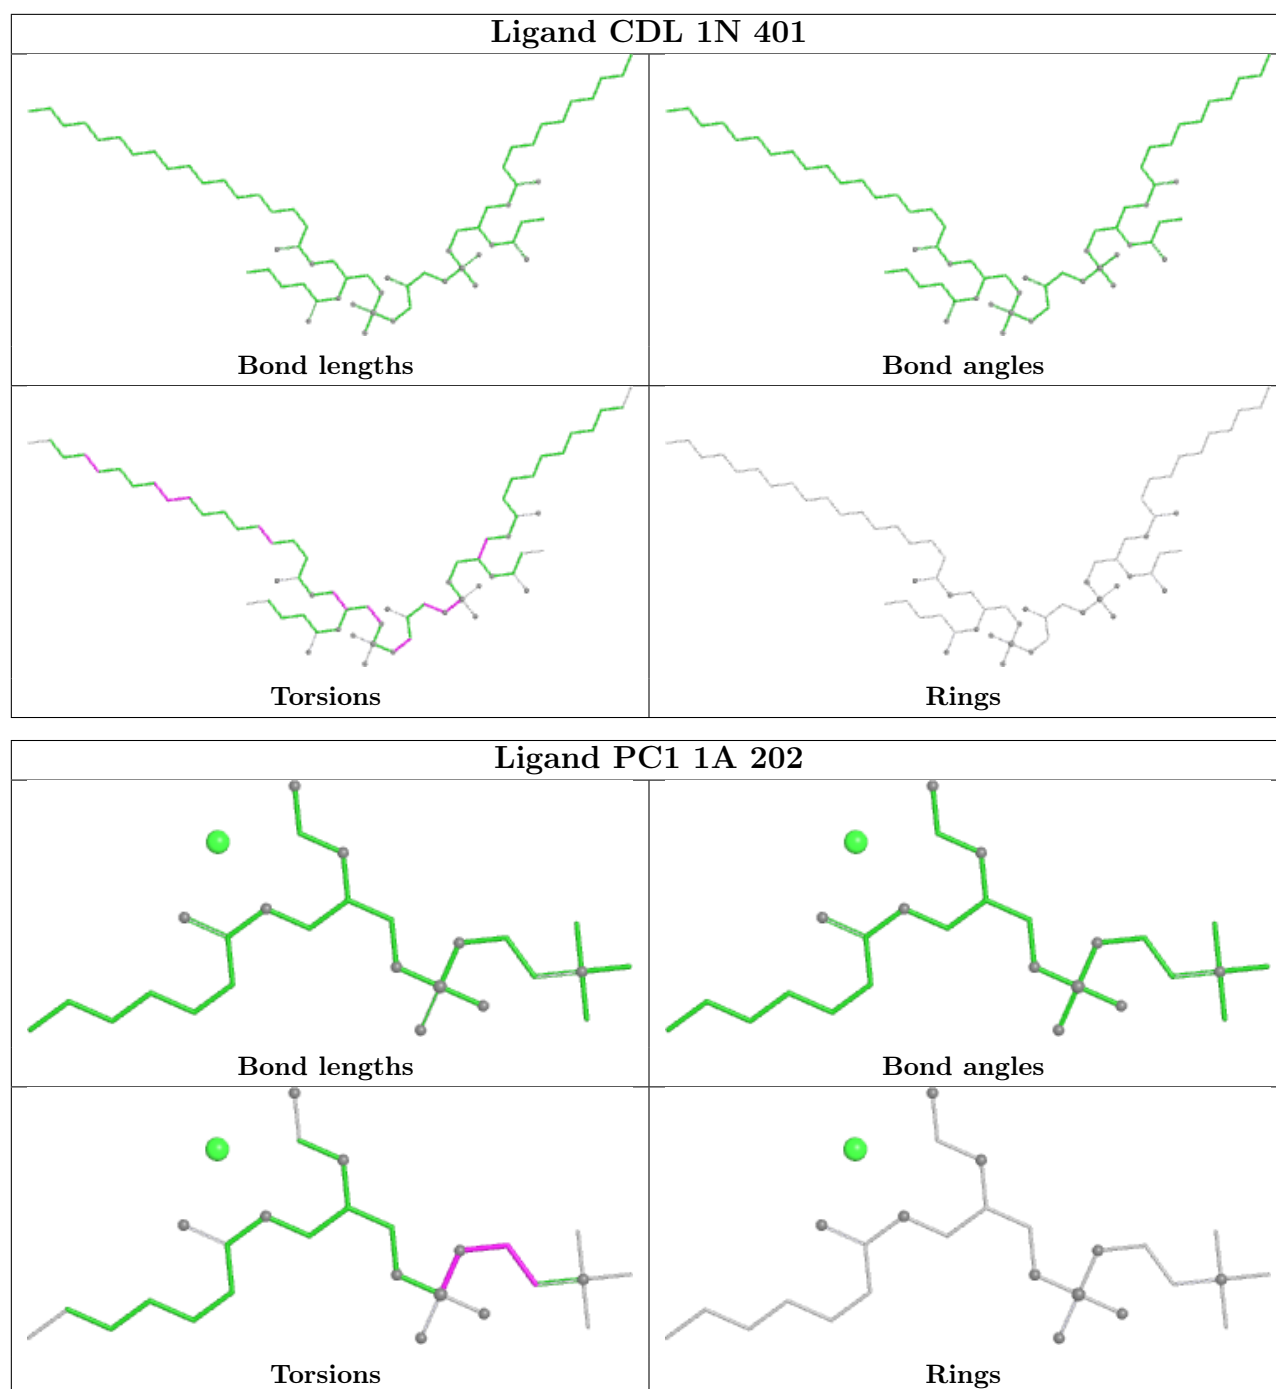 Ligand CDL 1N 401
Bond lengths
Bond angles
Torsions
Rings
Ligand PC1 1A 202
Bond lengths
Bond angles
Torsions
Rings